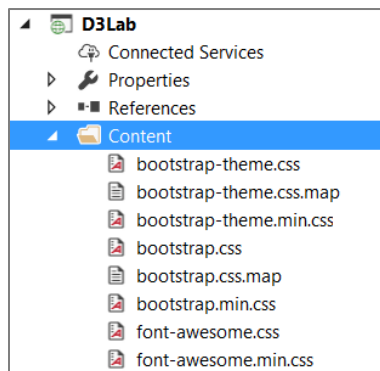 D3Lab
Connected Services
Properties
References
Content
bootstrap-theme.css
bootstrap-theme.css.map
bootstrap-theme.min.css
bootstrap.css
bootstrap.css.map
bootstrap.min.css
font-awesome.css
font-awesome.min.css